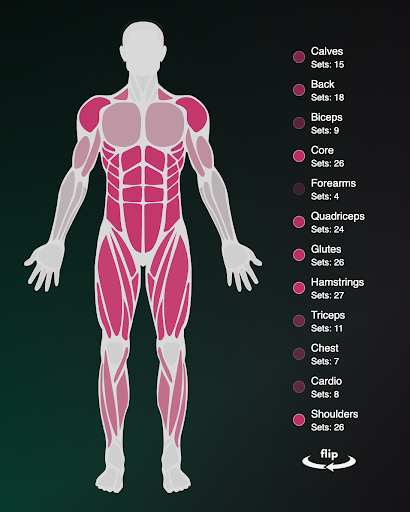 Calves
Sets: 15
Back
Sets: 18
Biceps
Sets: 9
Core
Sets: 26
Forearms
Sets: 4
Quadriceps
Sets: 24
Glutes
Sets: 26
Hamstrings
Sets: 27
Triceps
Sets: 11
Chest
Sets: 7
Cardio
Sets: 8
Shoulders
Sets: 26
flip